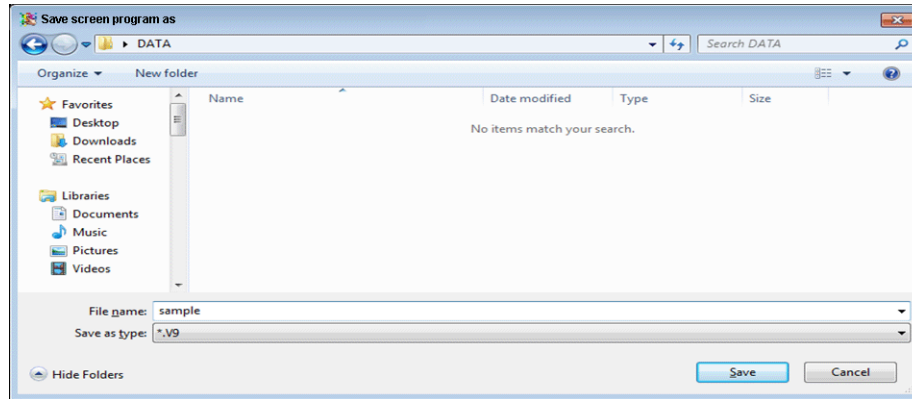 Save screen program as
DATA
Search DATA
Organize
New folder
Name
Date modified
Type
Size
No items match your search.
Favorites
Desktop
Downloads
Recent Places
Libraries
Documents
Music
Pictures
Videos
File name: sample
Save as type: *.V9
Hide Folders
Save
Cancel